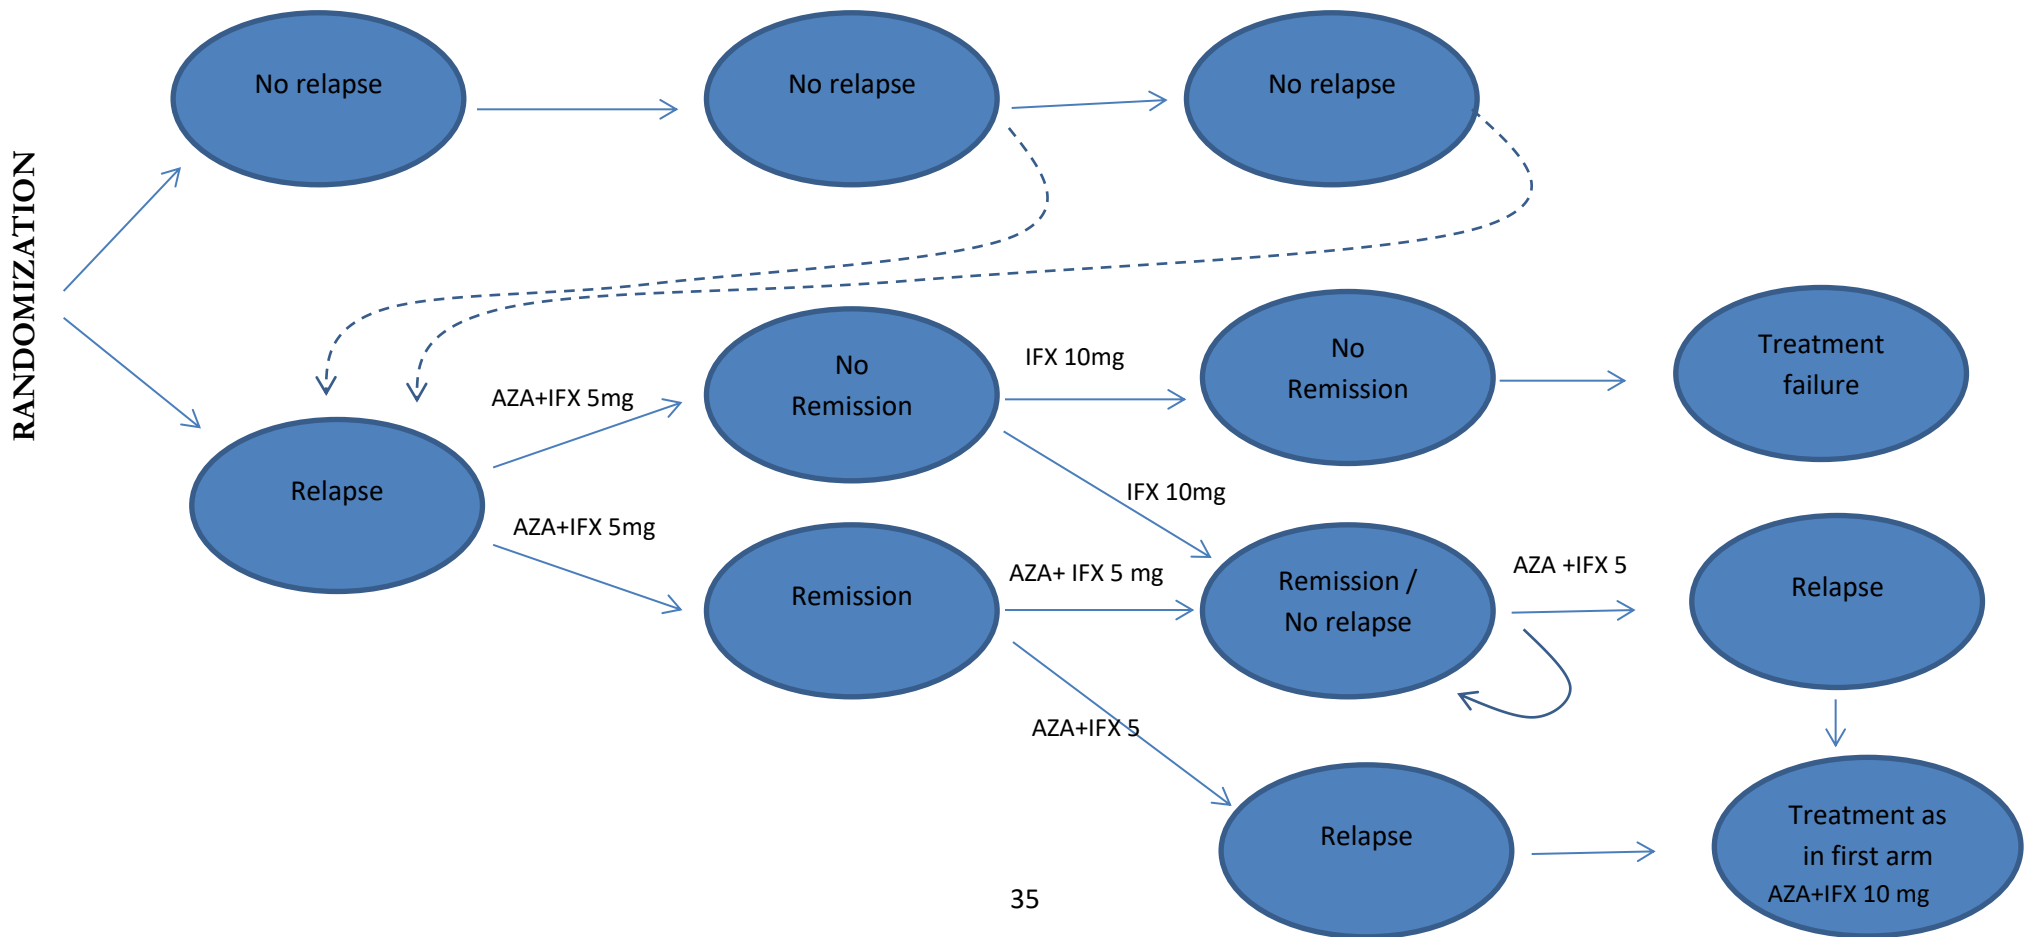 RANDOMIZATION
No relapse
No relapse
No relapse
Relapse
AZA+IFX 5mg
AZA+IFX 5mg
No
Remission
Remission
IFX 10mg
IFX 10mg
AZA+ IFX 5 mg
AZA+IFX 5
No
Remission
Remission /
No relapse
Relapse
AZA +IFX 5
Treatment
failure
Relapse
Treatment as
in first arm
AZA+IFX 10 mg
35